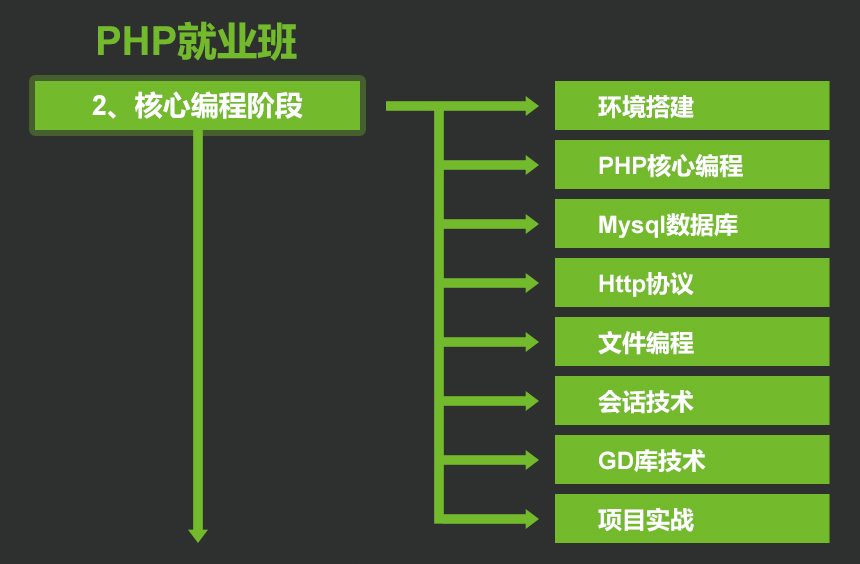 PHP就业班
2、核心编程阶段
环境搭建
PHP核心编程
Mysql数据库
Http协议
文件编程
会话技术
GD库技术
项目实战